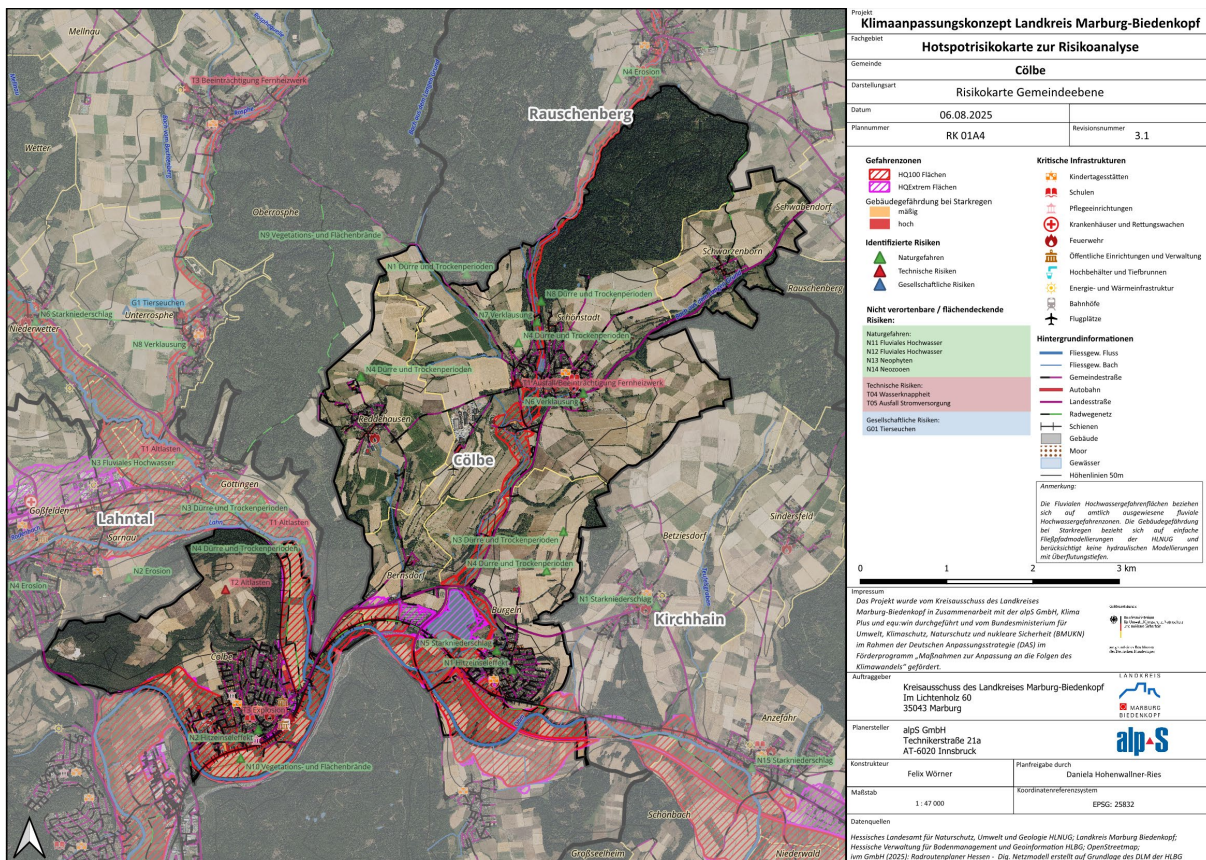 Mellnau
T3 Beeinträchtigung Fernheizwerk
N4 Erosion
Rauschenberg
Wetter
Oberrosphe
Schwabendorf
N9 Vegetations- und Flächenbrände
Schwarzenborn
N1 Dürre und Trockenperioden
Rauschenberg
G1 Tierseuchen
N8 Dürre und Trockenperioden
N6 Starkniederschlag
Unterrosphe
N7 Verklausung
Schönstadt
Niederwetter
N8 Verklausung
N4 Dürre und Trockenperioden
N4 Dürre und Trockenperioden
T1 Ausfall/Beeinträchtigung Fernheizwerk
N6 Verklausung
Reddehausen
T1 Altlasten
Cölbe
N3 Fluviales Hochwasser
Göttingen
Goßfelden
N3 Dürre und Trockenperioden
Sindersfeld
Lahntal
T1 Altlasten
Lahn
Sarnau
N3 Dürre und Trockenperioden
Betziesdorf
N4 Dürre und Trockenperioden
N4 Dürre und Trockenperioden
N2 Erosion
Bernsdorf
N4 Erosion
T2 Altlasten
N1 Starkniederschlag
Bürgeln
Kirchhain
N5 Starkniederschlag
Cölbe
N1 Hitzeinseleffekt
T3 Explosion
Anzefahr
N2 Hitzeinseleffekt
N10 Vegetations- und Flächenbrände
N15 Starkniederschlag
Schönbach
Großseelheim
Niederwald
Projekt
Klimaanpassungskonzept Landkreis Marburg-Biedenkopf
Fachgebiet
Hotspotrisikokarte zur Risikoanalyse
Gemeinde
Cölbe
Darstellungsart
Risikokarte Gemeindeebene
Datum
06.08.2025
Plannummer
RK 01A4
Revisionsnummer
3.1
Gefahrenzonen
HQ100 Flächen
HQExtrem Flächen
Gebäudegefährdung bei Starkregen
mäßig
hoch
Identifizierte Risiken
Naturgefahren
Technische Risiken
Gesellschaftliche Risiken
Nicht verortenbare / flächendeckende
Risiken:
Naturgefahren:
N11 Fluviales Hochwasser
N12 Fluviales Hochwasser
N13 Neophyten
N14 Neozooen
Technische Risiken:
T04 Wasserknappheit
T05 Ausfall Stromversorgung
Gesellschaftliche Risiken:
G01 Tierseuchen
Kritische Infrastrukturen
Kindertagesstätten
Schulen
Pflegeeinrichtungen
Krankenhäuser und Rettungswachen
Feuerwehr
Öffentliche Einrichtungen und Verwaltung
Hochbehälter und Tiefbrunnen
Energie- und Wärmeinfrastruktur
Bahnhöfe
Flugplätze
Hintergrundinformationen
Fliessgew. Fluss
Fliessgew. Bach
Gemeindestraße
Autobahn
Landesstraße
Radwegenetz
Schienen
Gebäude
Moor
Gewässer
Höhenlinien 50m
Anmerkung:
Die Fluvialen Hochwassergefahrenflächen beziehen
sich auf amtlich ausgewiesene fluviale
Hochwassergefahrenzonen. Die Gebäudegefährdung
bei Starkregen bezieht sich auf einfache
Fließpfadmodellierungen der HLNUG und
berücksichtigt keine hydraulischen Modellierungen
mit Überflutungstiefen.
0 1 2 3 km
Impressum
Das Projekt wurde vom Kreisausschuss des Landkreises
Marburg-Biedenkopf in Zusammenarbeit mit der alpS GmbH, Klima
Plus und equ:win durchgeführt und vom Bundesministerium für
Umwelt, Klimaschutz, Naturschutz und nukleare Sicherheit (BMUKN)
im Rahmen der Deutschen Anpassungsstrategie (DAS) im
Förderprogramm „Maßnahmen zur Anpassung an die Folgen des
Klimawandels" gefördert.
Auftraggeber
Kreisausschuss des Landkreises Marburg-Biedenkopf
Im Lichtenholz 60
35043 Marburg
LANDKREIS
MARBURG
BIEDENKOPF
Planersteller
alpS GmbH
Technikerstraße 21a
AT-6020 Innsbruck
alpS
Konstrukteur
Felix Wörner
Planfreigabe durch
Daniela Hohenwallner-Ries
Maßstab
1 : 47 000
Koordinatenreferenzsystem
EPSG: 25832
Datenquellen
Hessisches Landesamt für Naturschutz, Umwelt und Geologie HLNUG; Landkreis Marburg Biedenkopf;
Hessische Verwaltung für Bodenmanagement und Geoinformation HLBG; OpenStreetmap;
ivm GmbH (2025): Radroutenplaner Hessen - Dig. Netzmodell erstellt auf Grundlage des DLM der HLBG